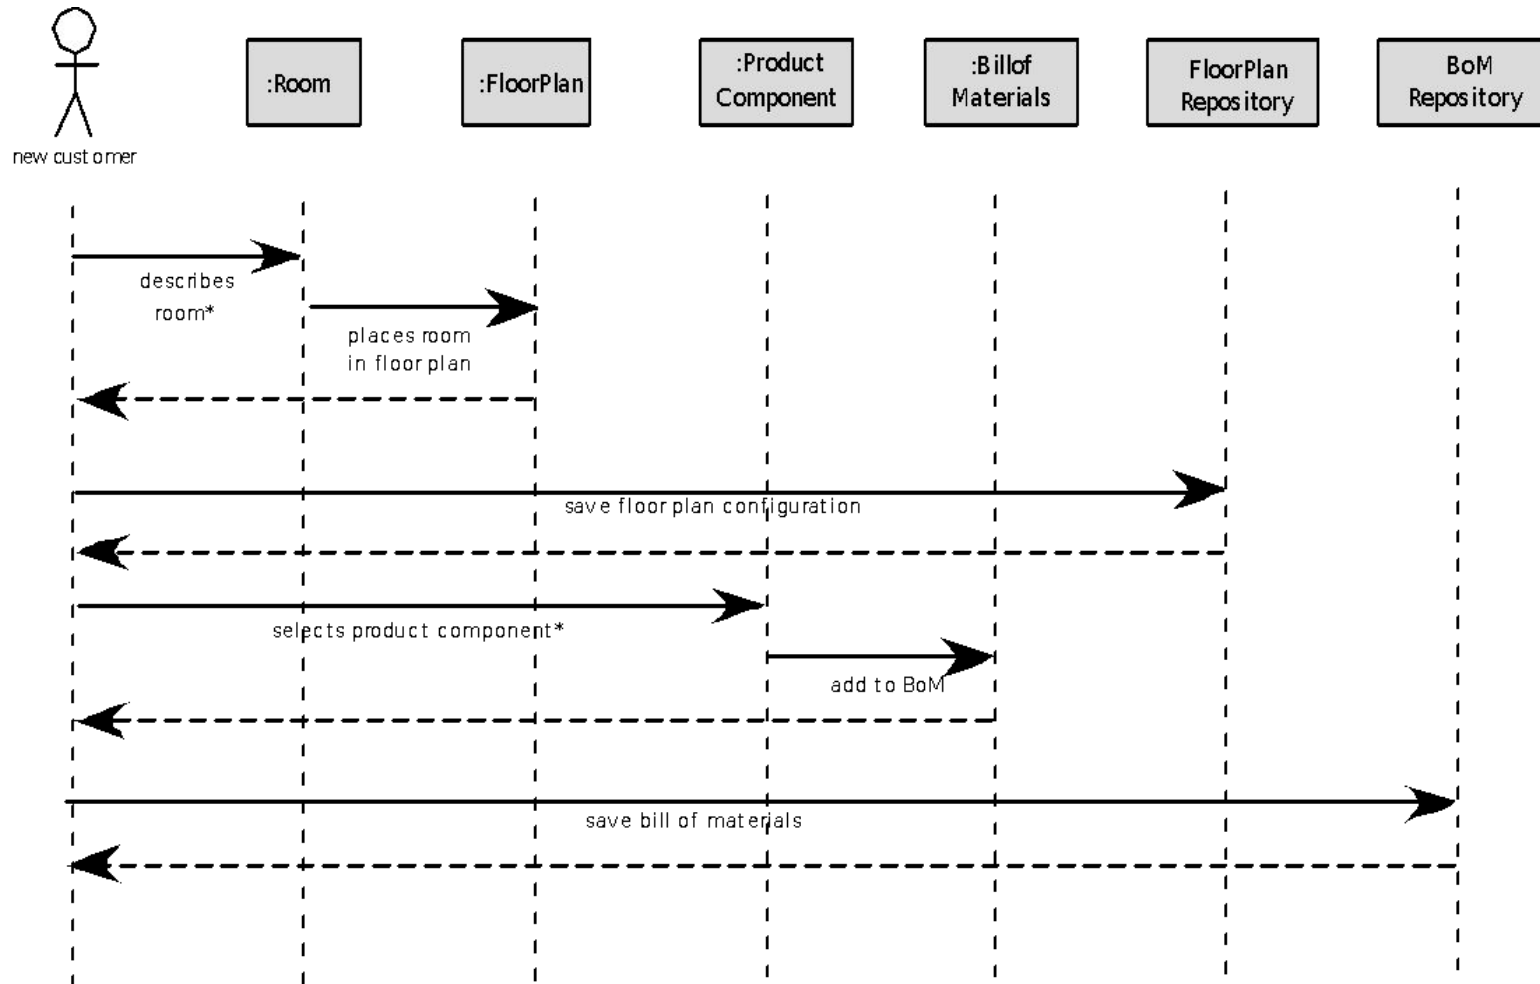 :Room
:FloorPlan
:Product
Component
:Billof
Materials
FloorPlan
Repository
BoM
Repository
new customer
describes
room*
places room
in floor plan
save floor plan configuration
selects product component*
add to BoM
save bill of materials